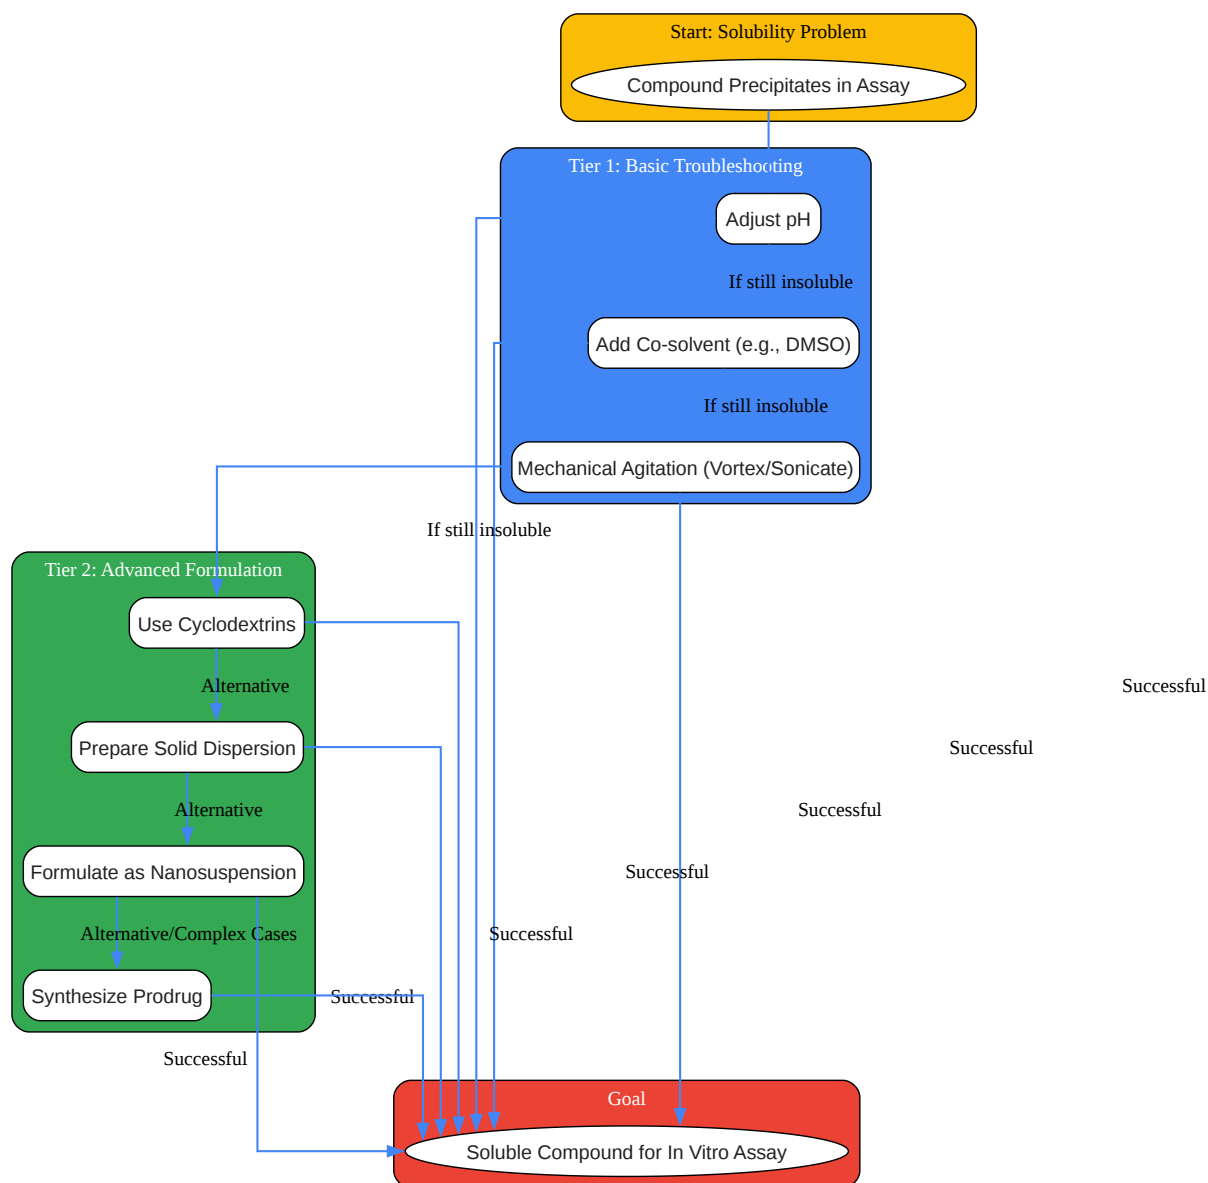 Start: Solubility Problem
Compound Precipitates in Assay
Tier 1: Basic Troubleshooting
Adjust pH
If still insoluble
Add Co-solvent (e.g., DMSO)
If still insoluble
Mechanical Agitation (Vortex/Sonicate)
If still insoluble
Tier 2: Advanced Formulation
Use Cyclodextrins
Alternative
Successful
Prepare Solid Dispersion
Successful
Alternative
Successful
Formulate as Nanosuspension
Successful
Alternative/Complex Cases
Successful
Synthesize Prodrug
Successful
Successful
Goal
Soluble Compound for In Vitro Assay